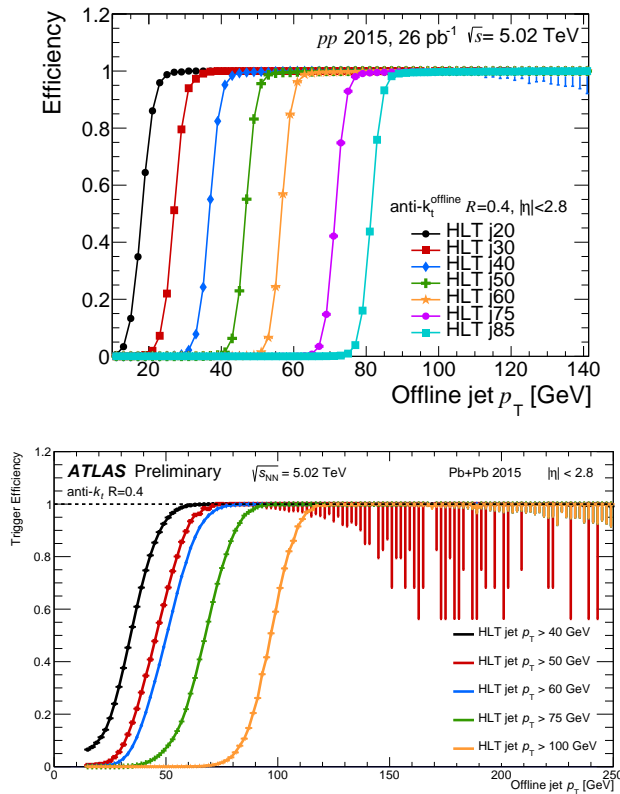 pp 2015, 26 pb-1 √s= 5.02 TeV
Efficiency
1
0.8
0.6
0.4
0.2
0
anti-kt offline R=0.4, |η|<2.8
HLT j20
HLT j30
HLT j40
HLT j50
HLT j60
HLT j75
HLT j85
20 40 60 80 100 120 140
Offline jet pT [GeV]
ATLAS Preliminary √sNN = 5.02 TeV Pb+Pb 2015 |η| < 2.8
anti-kt R=0.4
Trigger Efficiency
1.2
1
0.8
0.6
0.4
0.2
0
HLT jet pT > 40 GeV
HLT jet pT > 50 GeV
HLT jet pT > 60 GeV
HLT jet pT > 75 GeV
HLT jet pT > 100 GeV
0 50 100 150 200 250
Offline jet pT [GeV]